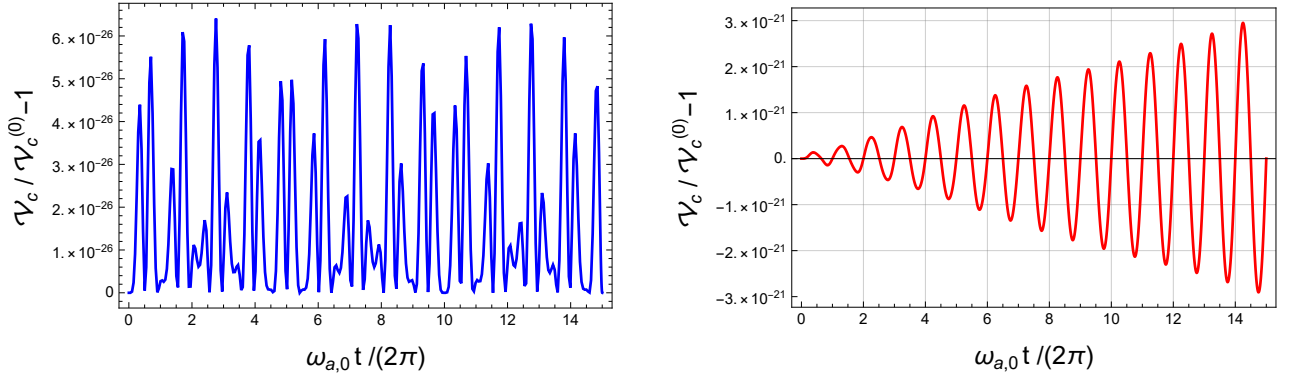 𝒱c / 𝒱c^(0) −1
6. × 10^-26
5. × 10^-26
4. × 10^-26
3. × 10^-26
2. × 10^-26
1. × 10^-26
0
0 2 4 6 8 10 12 14
ωa,0 t /(2π)
𝒱c / 𝒱c^(0) −1
3. × 10^-21
2. × 10^-21
1. × 10^-21
0.
−1. × 10^-21
−2. × 10^-21
−3. × 10^-21
0 2 4 6 8 10 12 14
ωa,0 t /(2π)